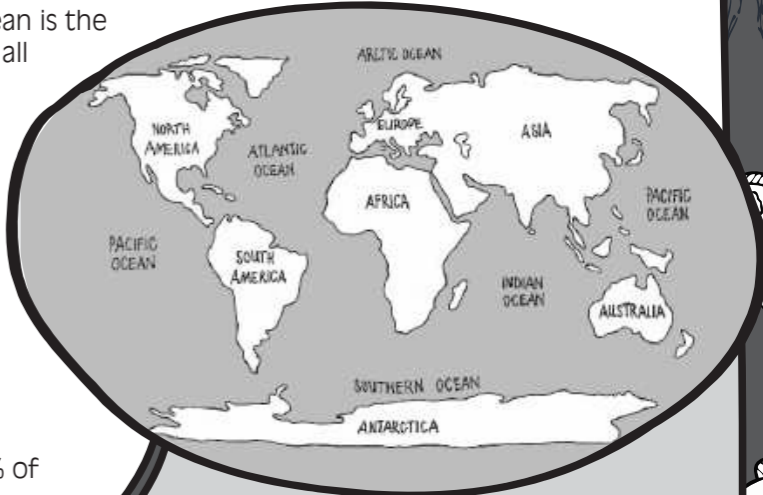 ean is the
all
ARCTIC OCEAN
NORTH
AMERICA
ATLANTIC
OCEAN
EUROPE
ASIA
AFRICA
PACIFIC
OCEAN
PACIFIC
OCEAN
SOUTH
AMERICA
INDIAN
OCEAN
AUSTRALIA
SOUTHERN OCEAN
ANTARCTICA
% of